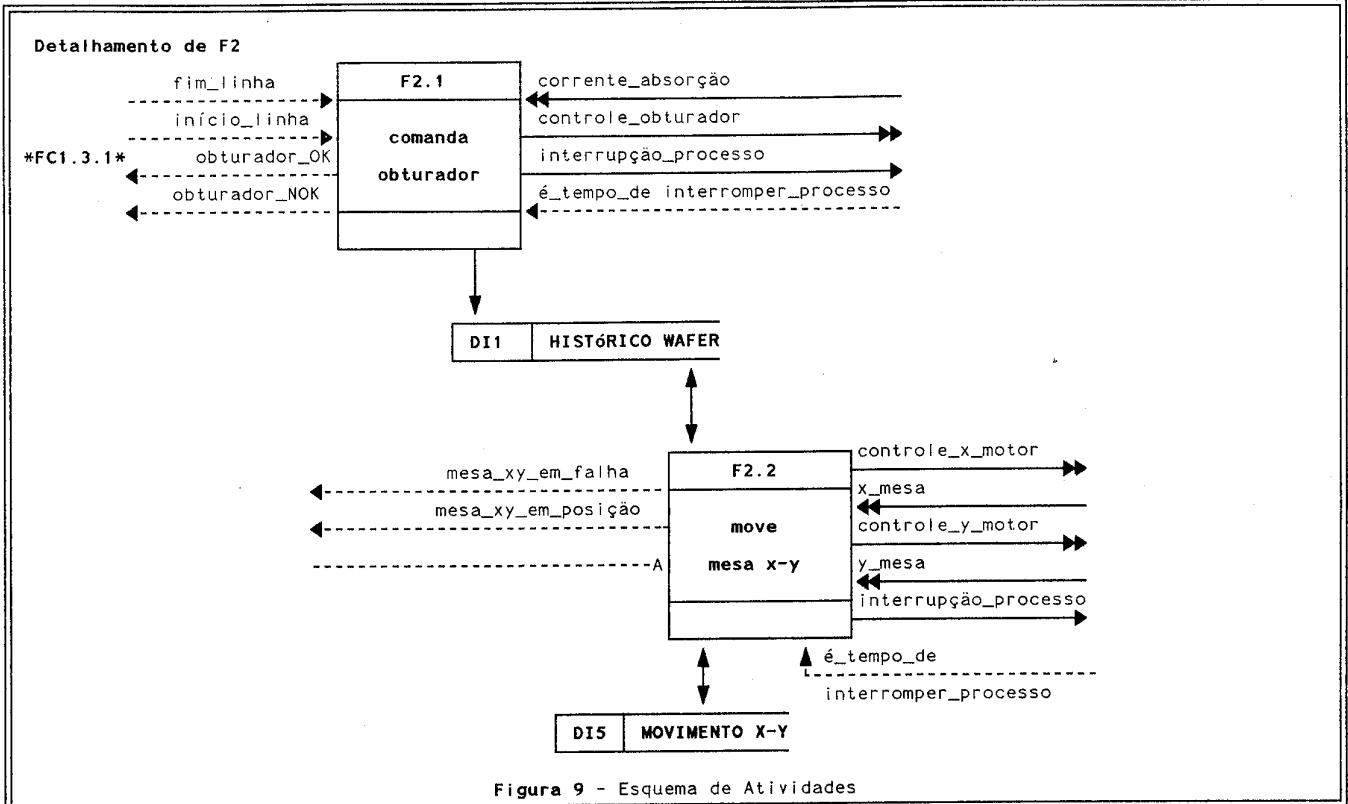 Detalhamento de F2
fim_linha
F2.1
corrente_absorção
início_linha
controle_obturador
comanda
*FC1.3.1*
obturador_OK
interrupção_processo
obturador
obturador_NOK
é_tempo_de interromper_processo
DI1
HISTóRICO WAFER
controle_x_motor
mesa_xy_em_falha
F2.2
x_mesa
mesa_xy_em_posição
controle_y_motor
move
A
mesa x-y
y_mesa
interrupção_processo
é_tempo_de
interromper_processo
DI5
MOVIMENTO X-Y
Figura 9 - Esquema de Atividades